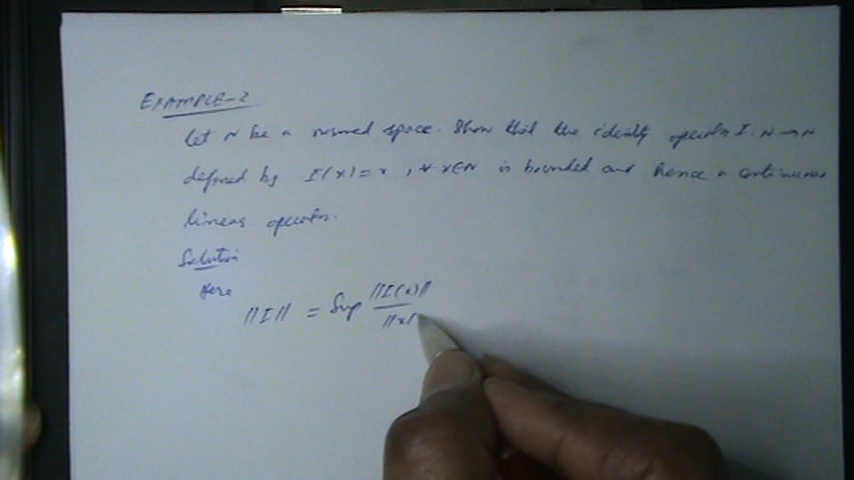 EXAMPLE-2
Let N be a normed space. Show that the identity operator I: N → N
defined by I(x) = x, ∀ x∈N is bounded and hence a continuous
linear operator.
Solution
Here
||I|| = Sup ||I(x)|| / ||x||